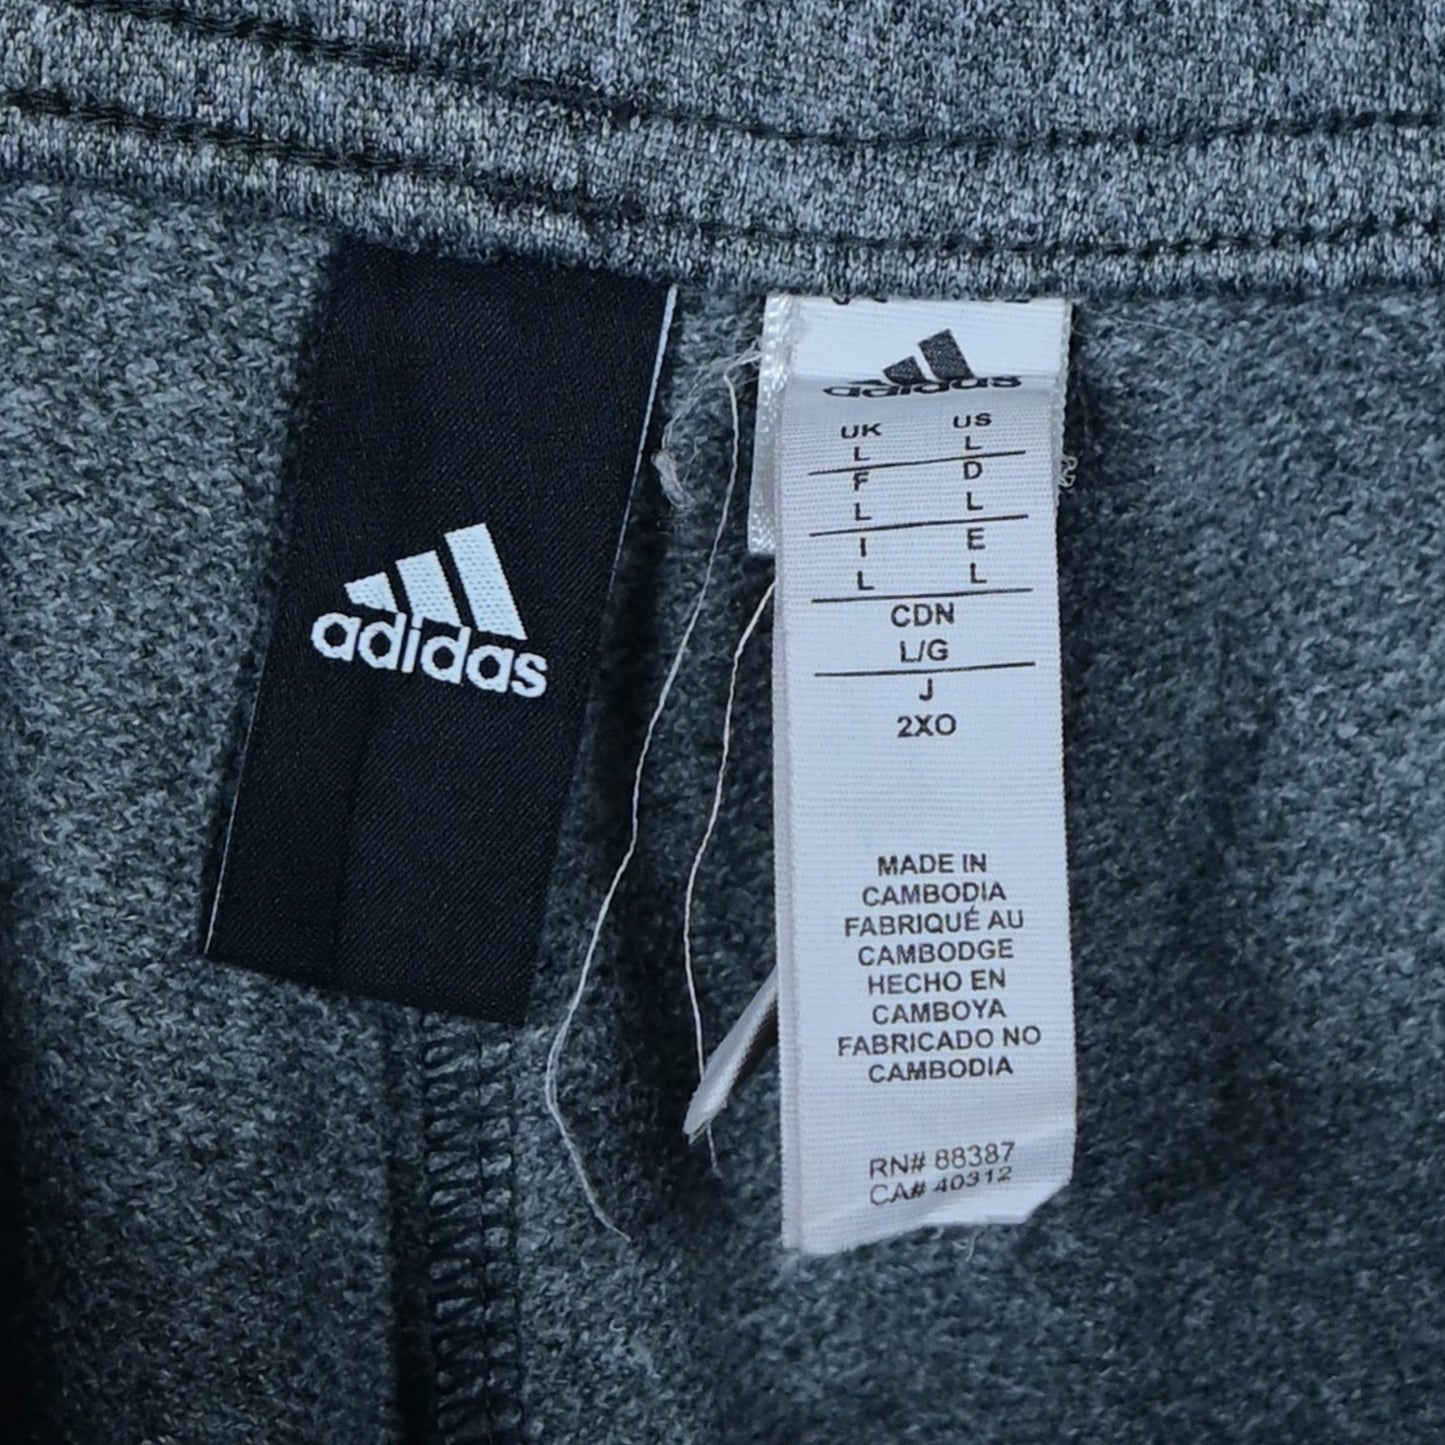 adidas
adidas
UK US
L L
F D
L L
I E
L L
CDN
L/G
J
2XO
MADE IN
CAMBODIA
FABRIQUÉ AU
CAMBODGE
HECHO EN
CAMBOYA
FABRICADO NO
CAMBODIA
RN# 88387
CA# 40312